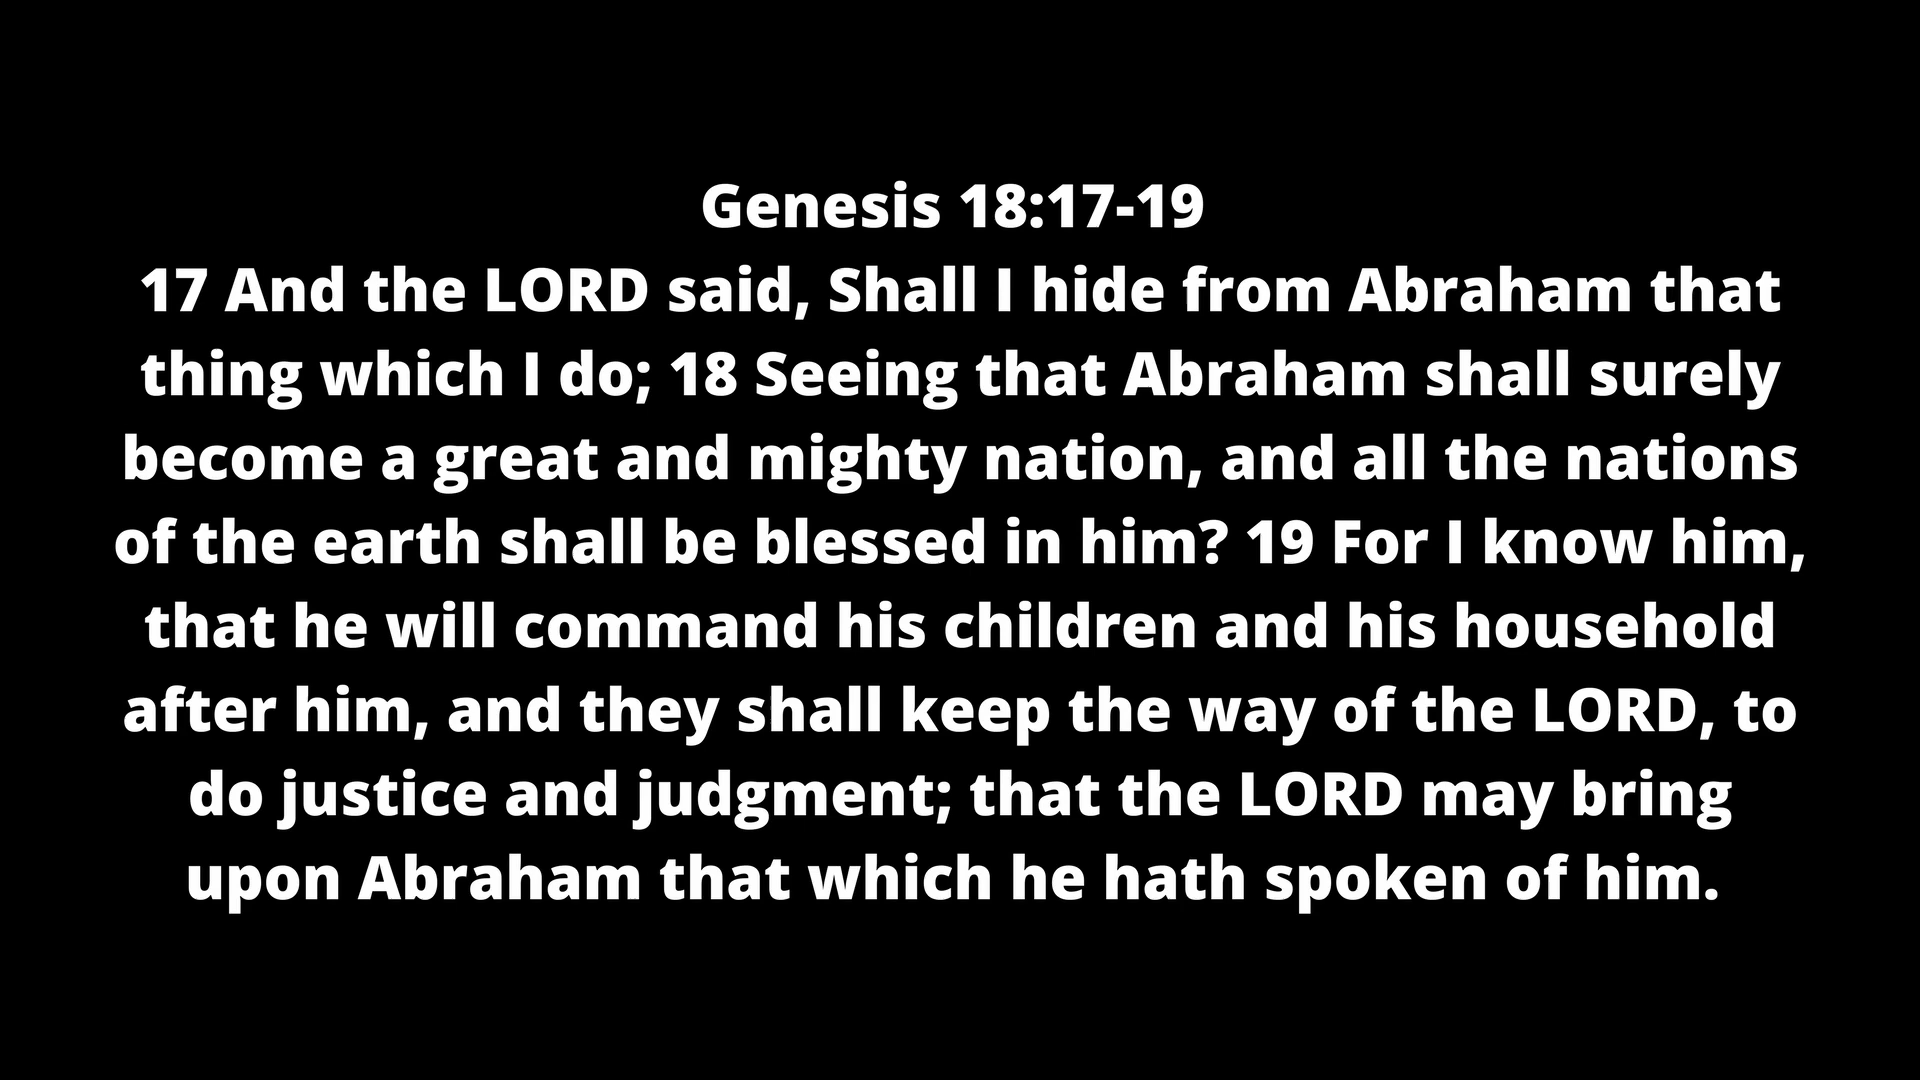 Genesis 18:17-19
17 And the LORD said, Shall I hide from Abraham that
thing which I do; 18 Seeing that Abraham shall surely
become a great and mighty nation, and all the nations
of the earth shall be blessed in him? 19 For I know him,
that he will command his children and his household
after him, and they shall keep the way of the LORD, to
do justice and judgment; that the LORD may bring
upon Abraham that which he hath spoken of him.